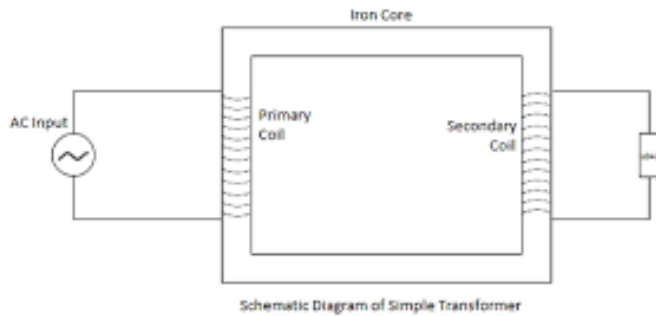 Iron Core
AC Input
Primary
Coil
Secondary
Coil
Schematic Diagram of Simple Transformer